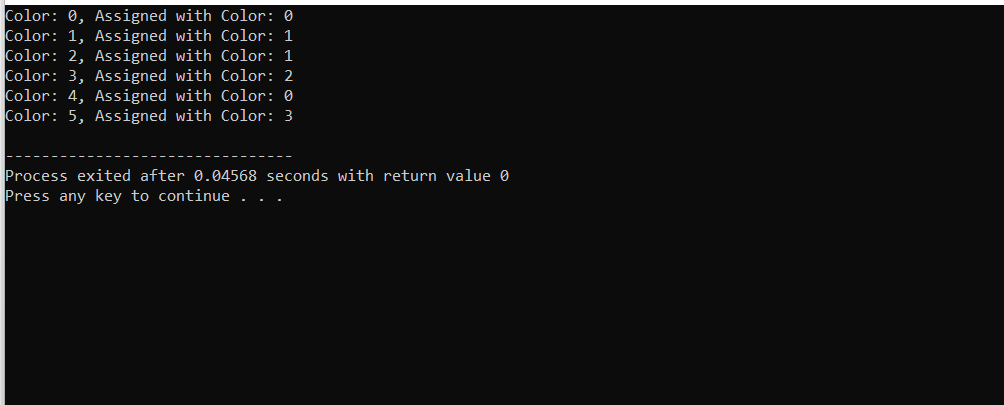 Color: 0, Assigned with Color: 0
Color: 1, Assigned with Color: 1
Color: 2, Assigned with Color: 1
Color: 3, Assigned with Color: 2
Color: 4, Assigned with Color: 0
Color: 5, Assigned with Color: 3
--------------------------------
Process exited after 0.04568 seconds with return value 0
Press any key to continue . . .